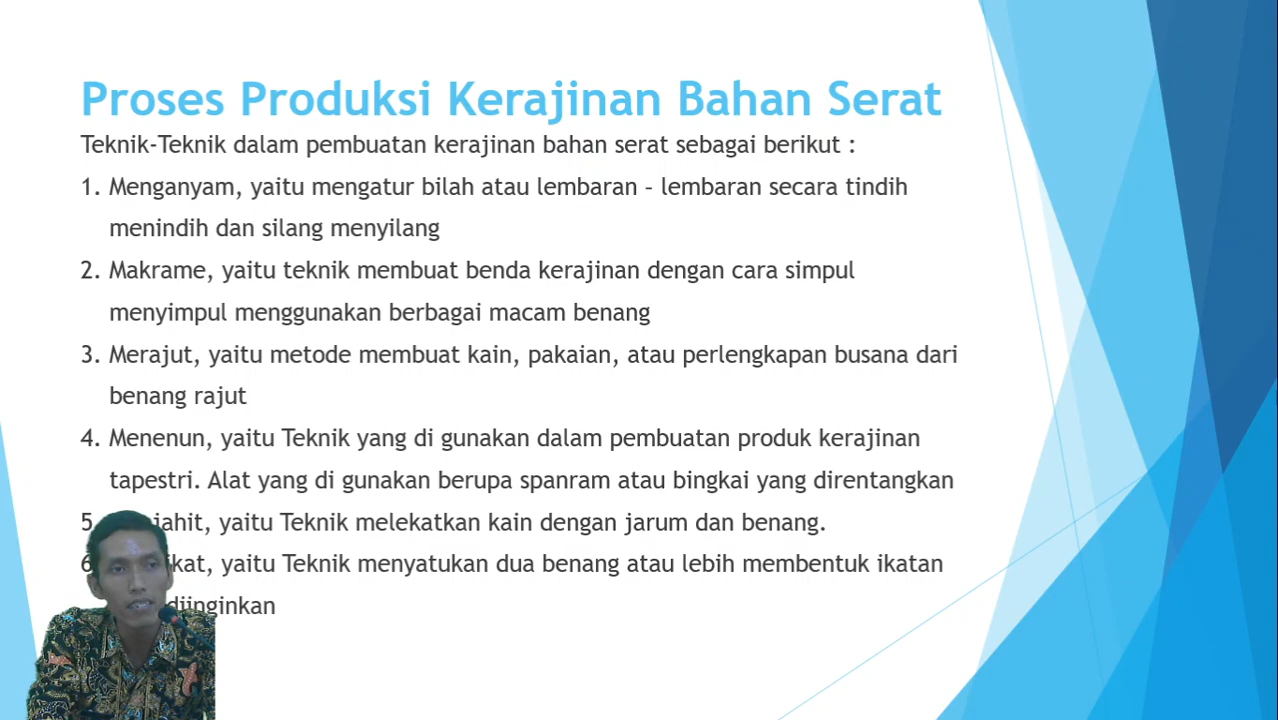 Proses Produksi Kerajinan Bahan Serat
Teknik-Teknik dalam pembuatan kerajinan bahan serat sebagai berikut :
1. Menganyam, yaitu mengatur bilah atau lembaran – lembaran secara tindih
menindih dan silang menyilang
2. Makrame, yaitu teknik membuat benda kerajinan dengan cara simpul
menyimpul menggunakan berbagai macam benang
3. Merajut, yaitu metode membuat kain, pakaian, atau perlengkapan busana dari
benang rajut
4. Menenun, yaitu Teknik yang di gunakan dalam pembuatan produk kerajinan
tapestri. Alat yang di gunakan berupa spanram atau bingkai yang direntangkan
5. yaitu Teknik melekatkan kain dengan jarum dan benang.
yaitu Teknik menyatukan dua benang atau lebih membentuk ikatan
diinginkan